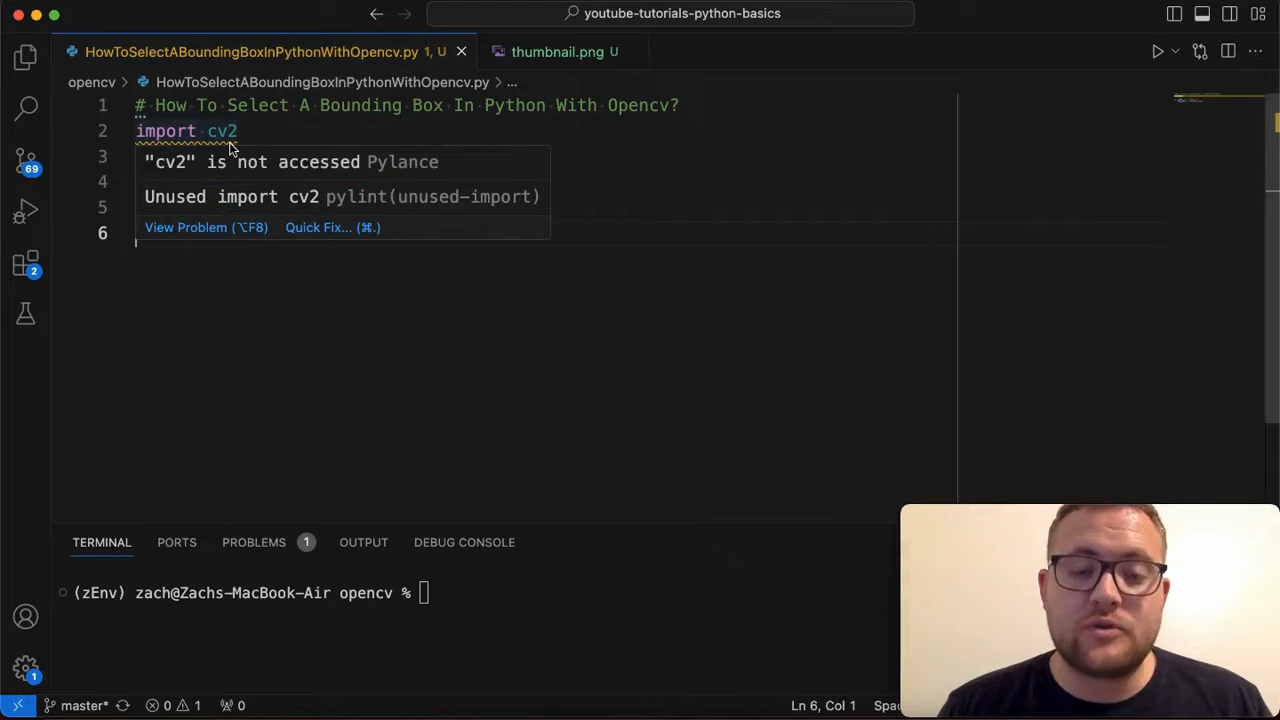 youtube-tutorials-python-basics
HowToSelectABoundingBoxInPythonWithOpencv.py 1, U
thumbnail.png U
opencv > HowToSelectABoundingBoxInPythonWithOpencv.py > ...
1 # How To Select A Bounding Box In Python With Opencv?
2 import cv2
3
"cv2" is not accessed Pylance
4
Unused import cv2 pylint(unused-import)
5
View Problem (⌥F8) Quick Fix... (⌘.)
6
69
2
TERMINAL PORTS PROBLEMS 1 OUTPUT DEBUG CONSOLE
(zEnv) zach@Zachs-MacBook-Air opencv %
1
master* 0 1 0 Ln 6, Col 1